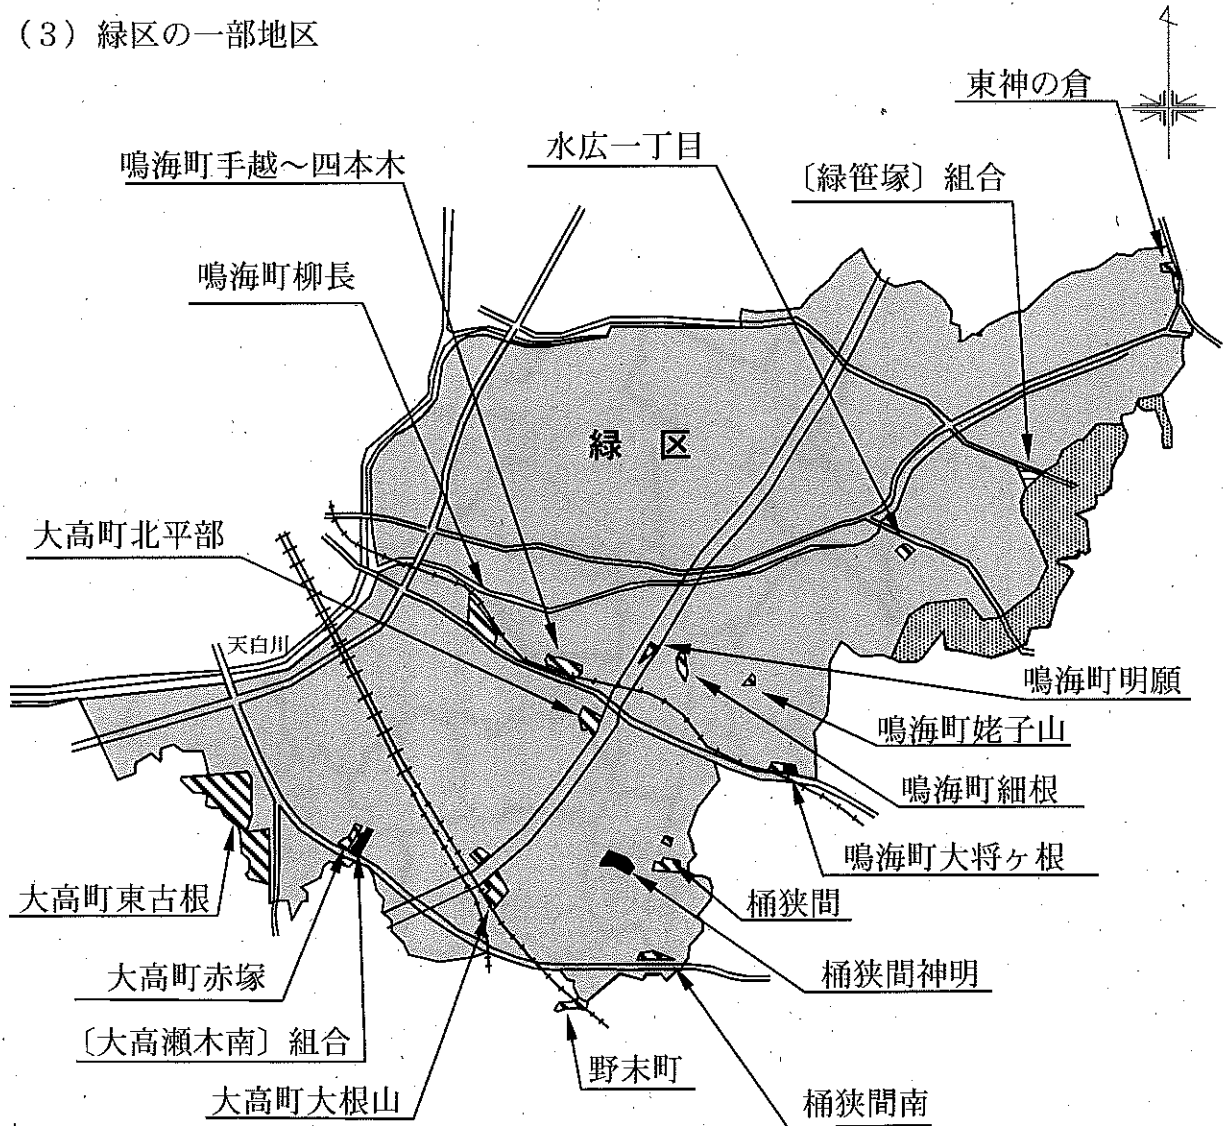 (3) 緑区の一部地区
東神の倉
水広一丁目
鳴海町手越〜四本木
〔緑笹塚〕組合
鳴海町柳長
緑 区
大高町北平部
天白川
鳴海町明願
鳴海町姥子山
鳴海町細根
鳴海町大将ヶ根
大高町東古根
桶狭間
大高町赤塚
桶狭間神明
〔大高瀬木南〕組合
野末町
大高町大根山
桶狭間南